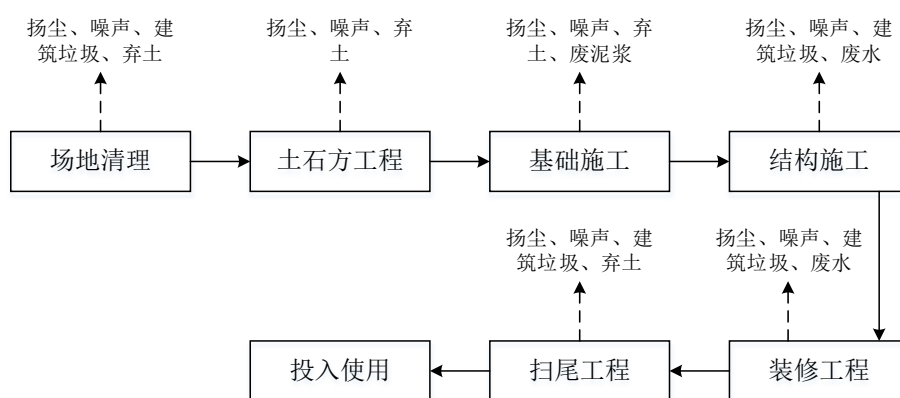 扬尘、噪声、建
筑垃圾、弃土
扬尘、噪声、弃
土
扬尘、噪声、弃
土、废泥浆
扬尘、噪声、建
筑垃圾、废水
场地清理
土石方工程
基础施工
结构施工
扬尘、噪声、建
筑垃圾、弃土
扬尘、噪声、建
筑垃圾、废水
投入使用
扫尾工程
装修工程